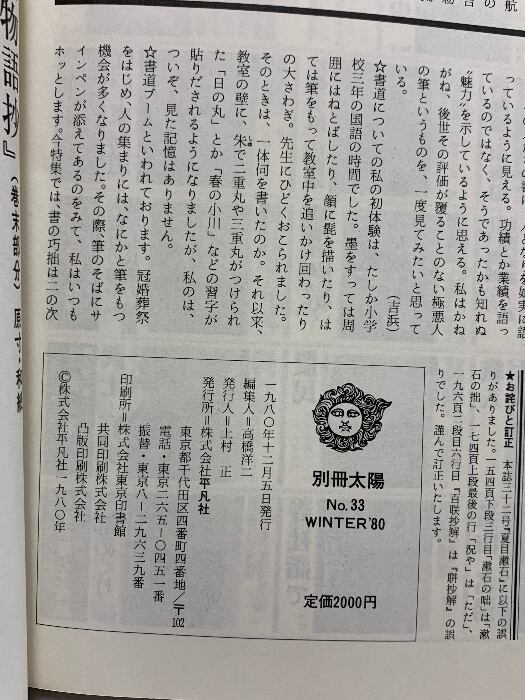 っているように見える。功績とか業績を語っ
ているのではなく、そうであったかも知れぬ
〝魅力〟を示しているように思える。私はかね
がね、後世その評価が覆ることのない極悪人
の筆というものを、一度見てみたいと思って
いる。
(吉浜)
☆書道についての私の初体験は、たしか小学
校三年の国語の時間でした。墨をすっては周
囲にはねとばしたり、顔に髭を描いたり、は
ては筆をもって教室中を追いかけ回わったり
の大さわぎ。先生にひどくおこられました。
そのときは、一体何を書いたのか。それ以来、
教室の壁に、朱で二重丸や三重丸がつけられ
た「日の丸」とか「春の小川」などの習字が
貼りだされるようになりましたが、私のは、
ついぞ、見た記憶はありません。
☆書道ブームといわれております。冠婚葬祭
をはじめ、人の集まりには、なにかと筆をもつ
機会が多くなりました。その際、筆のそばにサ
インペンが添えてあるのをみて、私はいつも
ホッとします。今特集では、書の巧拙は二の次
物語抄』
(巻末部分)
★お詫びと訂正 本誌三十二号『夏目漱石』に以下の誤
りがありました。一五四頁下段三行目「漱石の咄」は「漱
石の拙」、一七四頁上段最後の行「況や」は「ただ」、
一九六頁二段目六行目「百咲抄解」は「聯抄解」の誤
りでした。謹んで訂正いたします。
別冊太陽
No.33
WINTER'80
定価2000円
一九八〇年十二月五日発行
編集人=高橋洋二
発行人=上村 正
発行所=株式会社平凡社
東京都千代田区四番町四番地／〒102
電話・東京二六五-〇四五一番
振替・東京八-二九六三九番
印刷所=株式会社東京印書館
共同印刷株式会社
凸版印刷株式会社
©株式会社平凡社一九八〇年